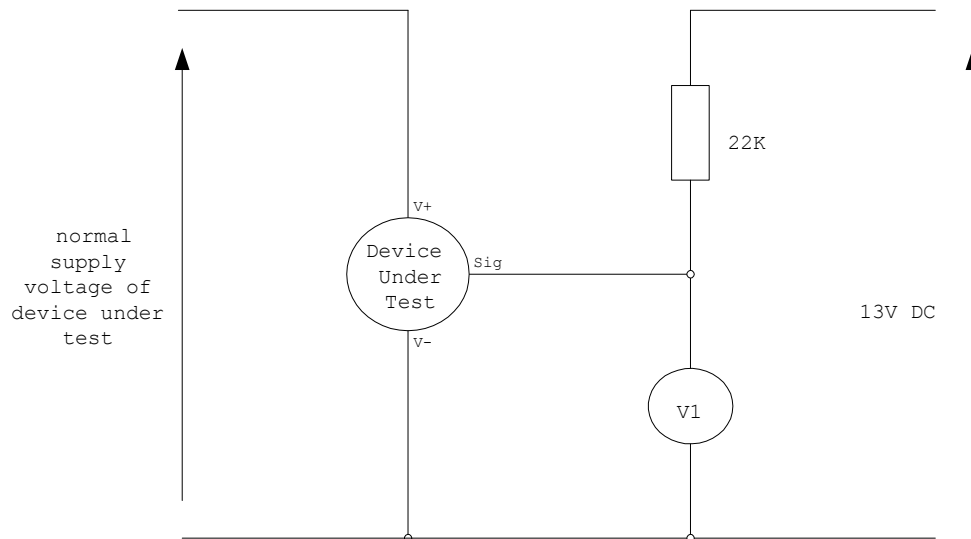 22K
V+
Device
Under
Test
Sig
V-
normal
supply
voltage of
device under
test
13V DC
V1